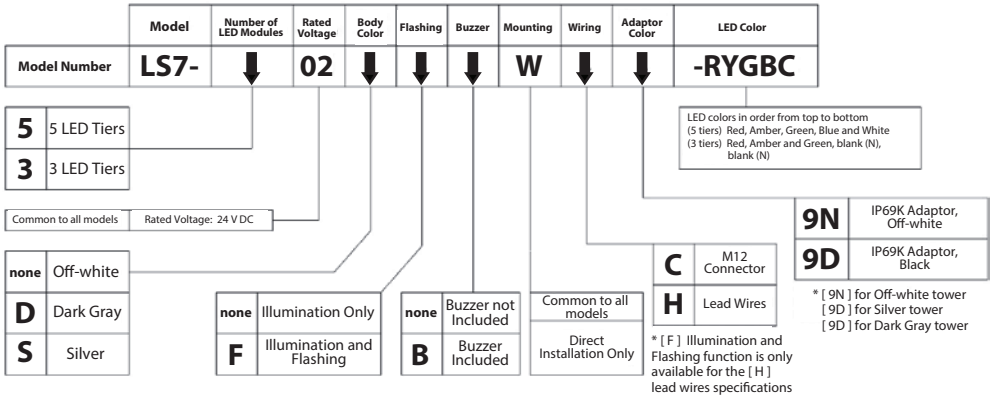 Model
Number of
LED Modules
Rated
Voltage
Body
Color
Flashing
Buzzer
Mounting
Wiring
Adaptor
Color
LED Color
Model Number
LS7-
02
W
-RYGBC
LED colors in order from top to bottom
(5 tiers) Red, Amber, Green, Blue and White
(3 tiers) Red, Amber and Green, blank (N),
blank (N)
5
5 LED Tiers
3
3 LED Tiers
Common to all models
Rated Voltage: 24 V DC
none
Off-white
D
Dark Gray
S
Silver
none
Illumination Only
F
Illumination and
Flashing
none
Buzzer not
Included
B
Buzzer
Included
Common to all
models
Direct
Installation Only
C
M12
Connector
H
Lead Wires
* [ F ] Illumination and
Flashing function is only
available for the [ H ]
lead wires specifications
9N
IP69K Adaptor,
Off-white
9D
IP69K Adaptor,
Black
* [ 9N ] for Off-white tower
[ 9D ] for Silver tower
[ 9D ] for Dark Gray tower